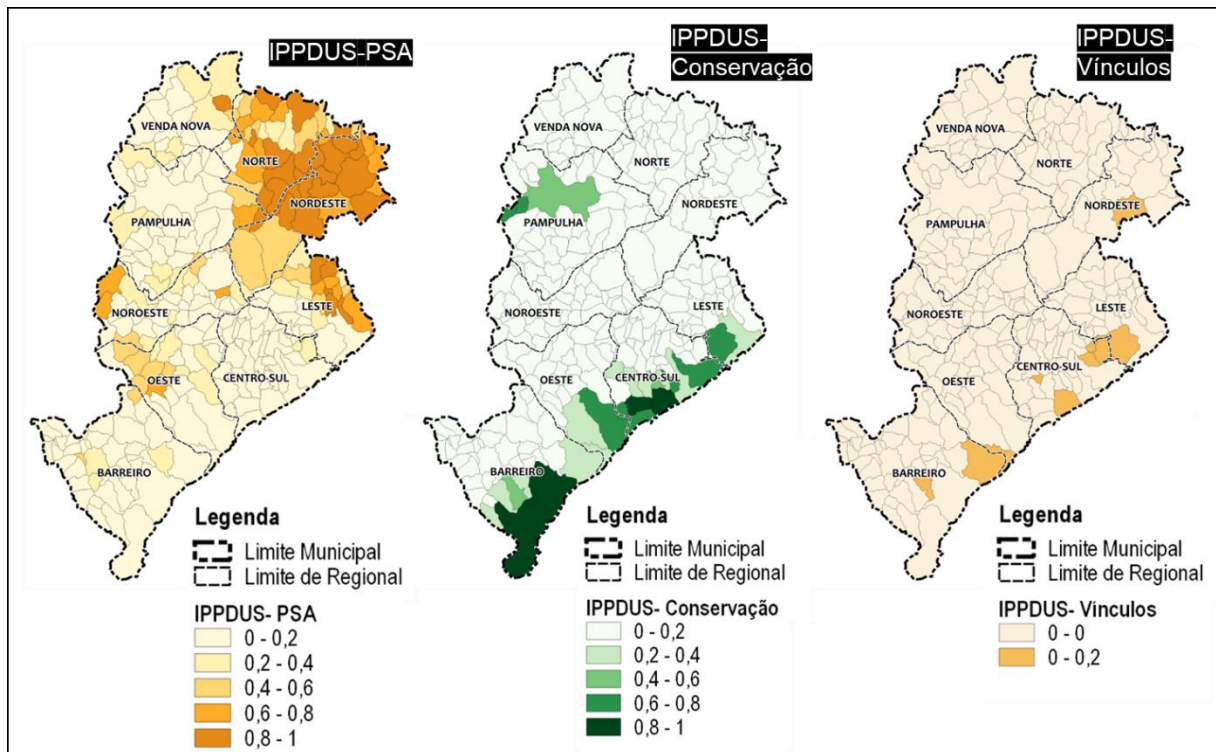 IPPDUS-PSA
VENDA NOVA
NORTE
NORDESTE
PAMPULHA
NOROESTE
LESTE
OESTE
CENTRO-SUL
BARREIRO
Legenda
Limite Municipal
Limite de Regional
IPPDUS- PSA
0 - 0,2
0,2 - 0,4
0,4 - 0,6
0,6 - 0,8
0,8 - 1
IPPDUS-
Conservação
VENDA NOVA
NORTE
NORDESTE
PAMPULHA
NOROESTE
LESTE
OESTE
CENTRO-SUL
BARREIRO
Legenda
Limite Municipal
Limite de Regional
IPPDUS- Conservação
0 - 0,2
0,2 - 0,4
0,4 - 0,6
0,6 - 0,8
0,8 - 1
IPPDUS-
Vínculos
VENDA NOVA
NORTE
NORDESTE
PAMPULHA
NOROESTE
LESTE
CENTRO-SUL
OESTE
BARREIRO
Legenda
Limite Municipal
Limite de Regional
IPPDUS- Vínculos
0 - 0
0 - 0,2